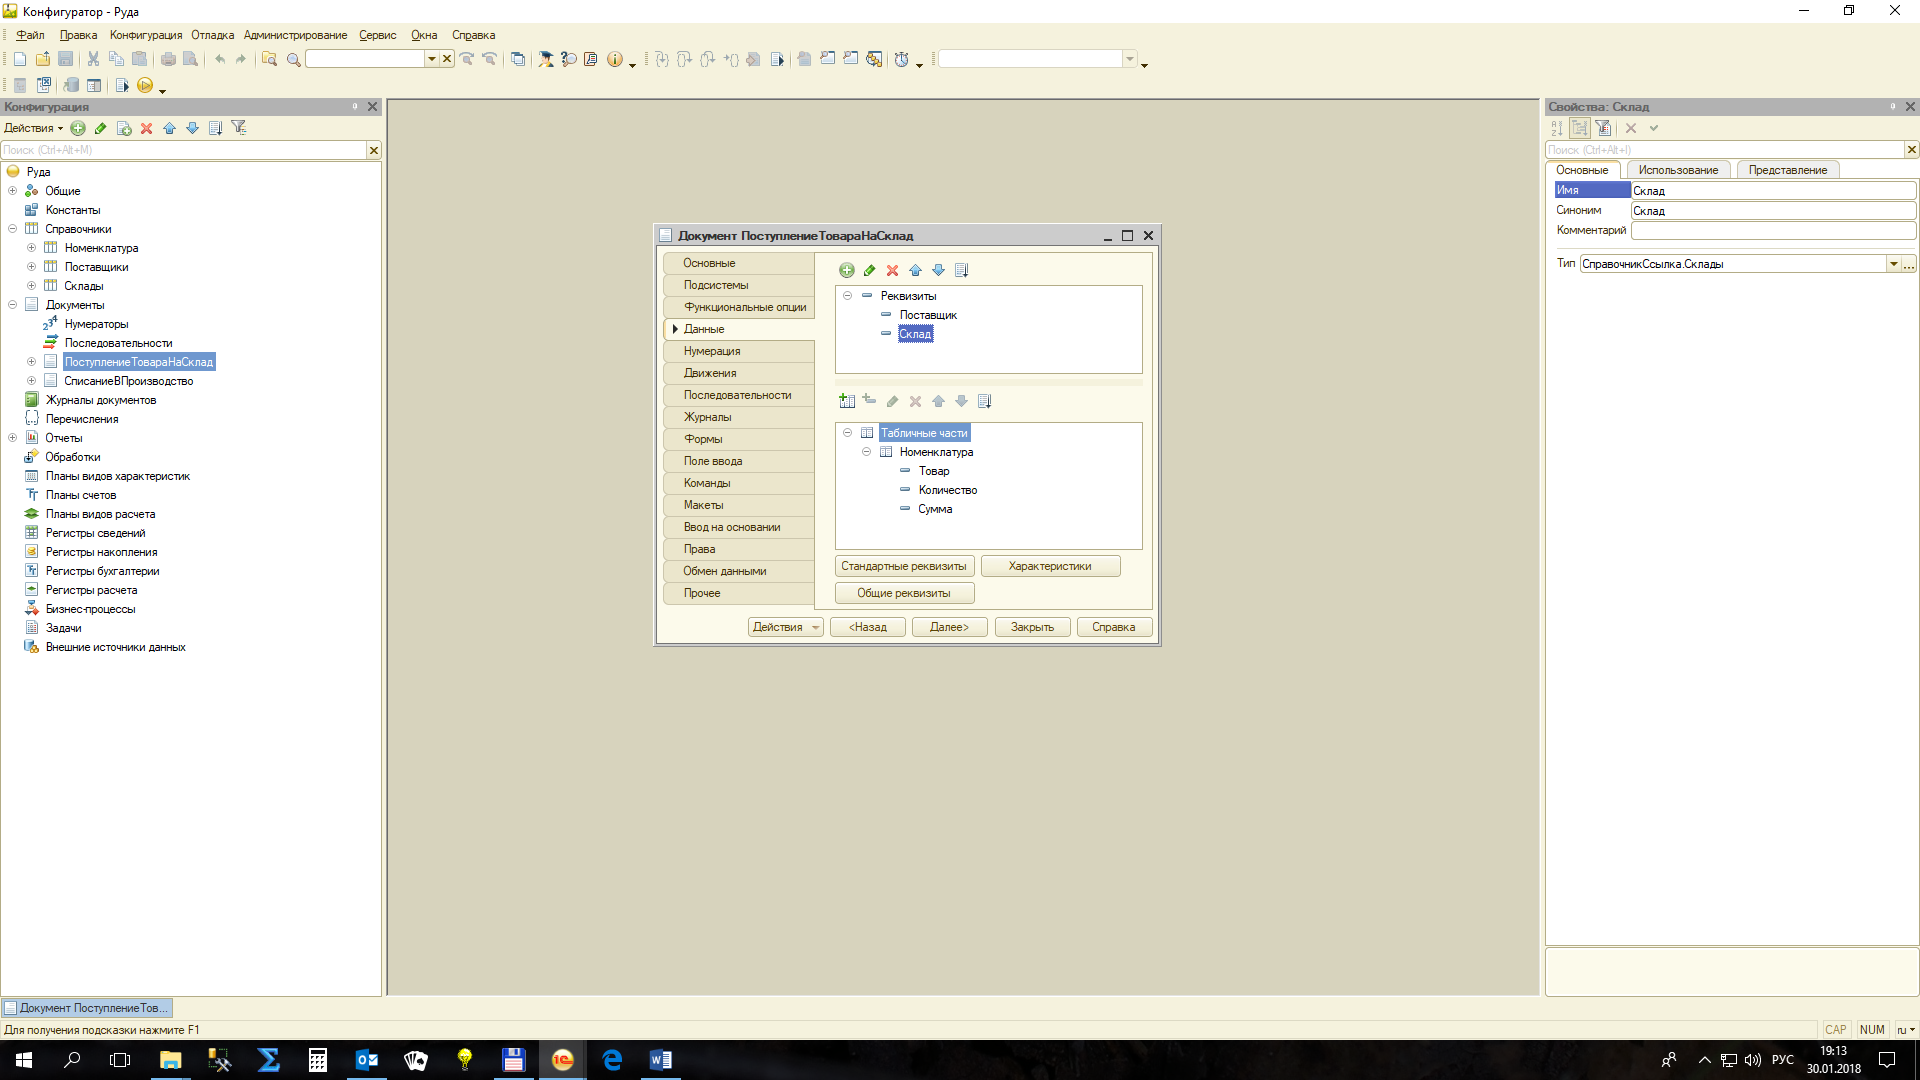 Конфигуратор - Руда
Файл Правка Конфигурация Отладка Администрирование Сервис Окна Справка
Конфигурация
Действия
Поиск (Ctrl+Alt+M)
Руда
Общие
Константы
Справочники
Номенклатура
Поставщики
Склады
Документы
Нумераторы
Последовательности
ПоступлениеТовараНаСклад
СписаниеВПроизводство
Журналы документов
Перечисления
Отчеты
Обработки
Планы видов характеристик
Планы счетов
Планы видов расчета
Регистры сведений
Регистры накопления
Регистры бухгалтерии
Регистры расчета
Бизнес-процессы
Задачи
Внешние источники данных
Документ ПоступлениеТовараНаСклад
Основные
Подсистемы
Функциональные опции
Данные
Нумерация
Движения
Последовательности
Журналы
Формы
Поле ввода
Команды
Макеты
Ввод на основании
Права
Обмен данными
Прочее
Реквизиты
Поставщик
Склад
Табличные части
Номенклатура
Товар
Количество
Сумма
Стандартные реквизиты Характеристики
Общие реквизиты
Действия <Назад Далее> Закрыть Справка
Свойства: Склад
Поиск (Ctrl+Alt+I)
Основные Использование Представление
Имя Склад
Синоним Склад
Комментарий
Тип СправочникСсылка.Склады ...
Документ ПоступлениеТов...
Для получения подсказки нажмите F1
CAP NUM ru
РУС
19:13
30.01.2018